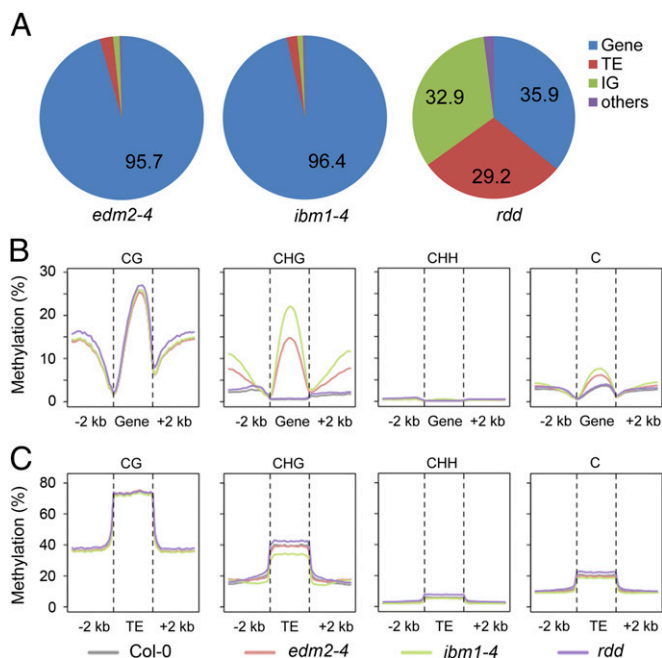 A
95.7
edm2-4
96.4
ibm1-4
32.9
35.9
29.2
rdd
Gene
TE
IG
others
B
CG
CHG
CHH
C
Methylation (%)
30
20
10
0
-2 kb Gene +2 kb
-2 kb Gene +2 kb
-2 kb Gene +2 kb
-2 kb Gene +2 kb
C
CG
CHG
CHH
C
Methylation (%)
80
60
40
20
0
-2 kb TE +2 kb
-2 kb TE +2 kb
-2 kb TE +2 kb
-2 kb TE +2 kb
Col-0
edm2-4
ibm1-4
rdd